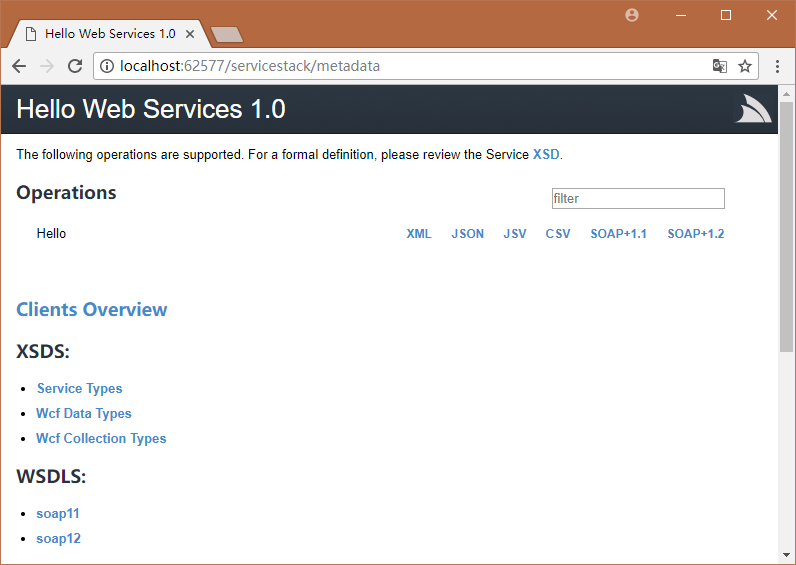 Hello Web Services 1.0
localhost:62577/servicestack/metadata
Hello Web Services 1.0
The following operations are supported. For a formal definition, please review the Service XSD.
Operations
filter
Hello XML JSON JSV CSV SOAP+1.1 SOAP+1.2
Clients Overview
XSDS:
Service Types
Wcf Data Types
Wcf Collection Types
WSDLS:
soap11
soap12